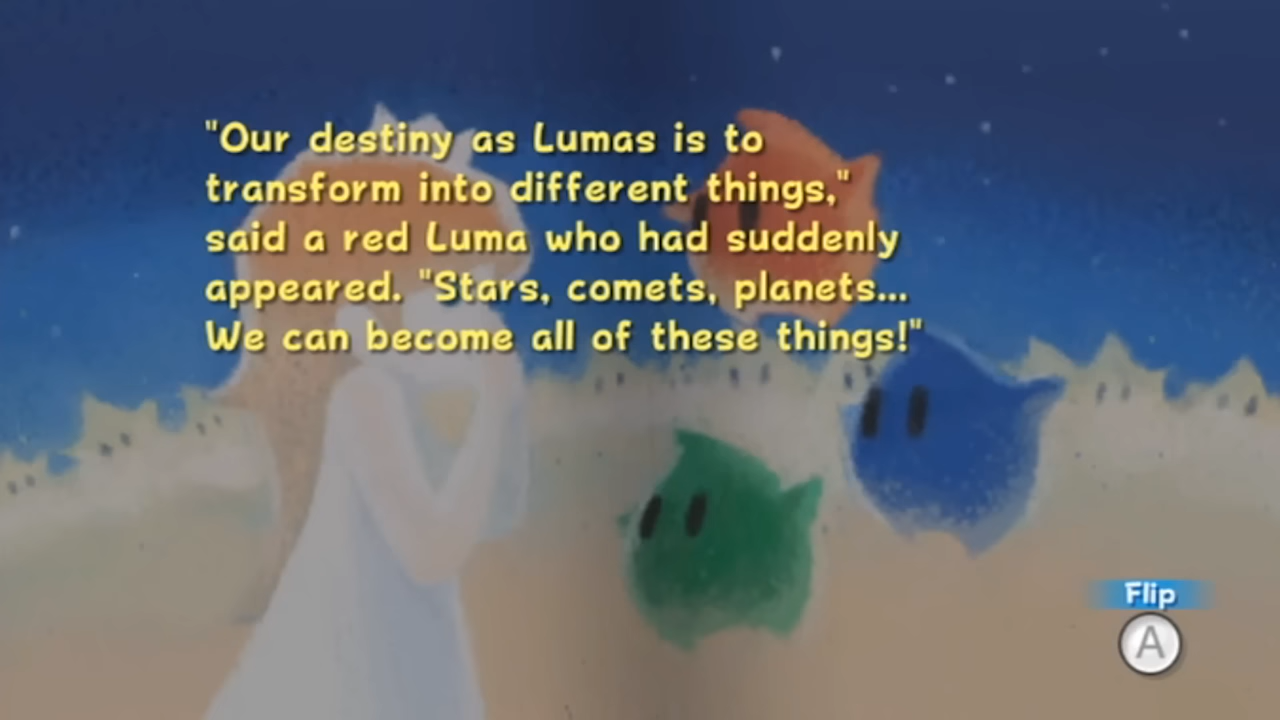 "Our destiny as Lumas is to
transform into different things,"
said a red Luma who had suddenly
appeared. "Stars, comets, planets...
We can become all of these things!"
Flip
A